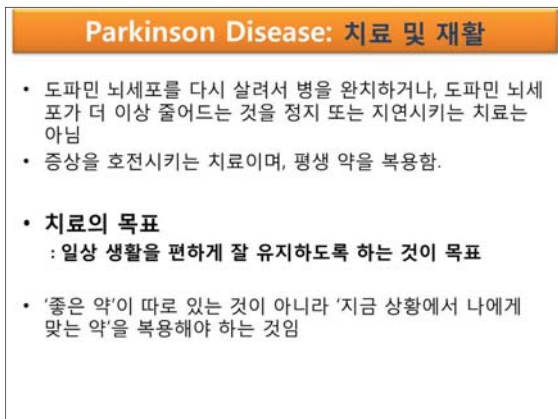 Parkinson Disease: 치료 및 재활
• 도파민 뇌세포를 다시 살려서 병을 완치하거나, 도파민 뇌세
포가 더 이상 줄어드는 것을 정지 또는 지연시키는 치료는
아님
• 증상을 호전시키는 치료이며, 평생 약을 복용함.
• 치료의 목표
: 일상 생활을 편하게 잘 유지하도록 하는 것이 목표
• ‘좋은 약’이 따로 있는 것이 아니라 ‘지금 상황에서 나에게
맞는 약’을 복용해야 하는 것임